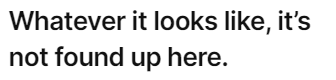 Whatever it looks like, it’s
not found up here.